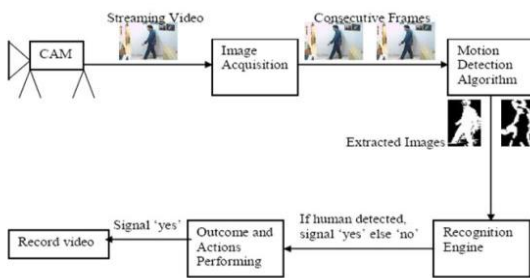 Streaming Video
Consecutive Frames
CAM
Image
Acquisition
Motion
Detection
Algorithm
Extracted Images
Signal ‘yes’
If human detected,
signal ‘yes’ else ‘no’
Record video
Outcome and
Actions
Performing
Recognition
Engine